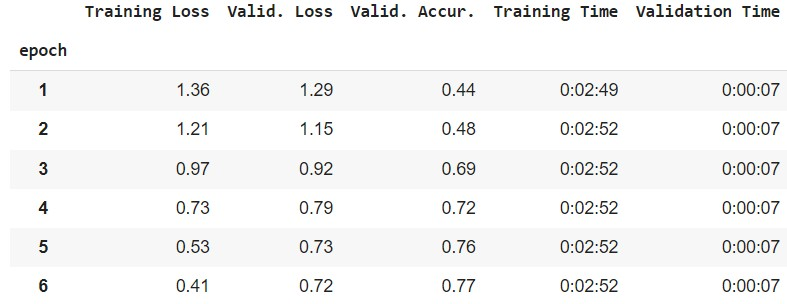 Training Loss Valid. Loss Valid. Accur. Training Time Validation Time
epoch
1 1.36 1.29 0.44 0:02:49 0:00:07
2 1.21 1.15 0.48 0:02:52 0:00:07
3 0.97 0.92 0.69 0:02:52 0:00:07
4 0.73 0.79 0.72 0:02:52 0:00:07
5 0.53 0.73 0.76 0:02:52 0:00:07
6 0.41 0.72 0.77 0:02:52 0:00:07